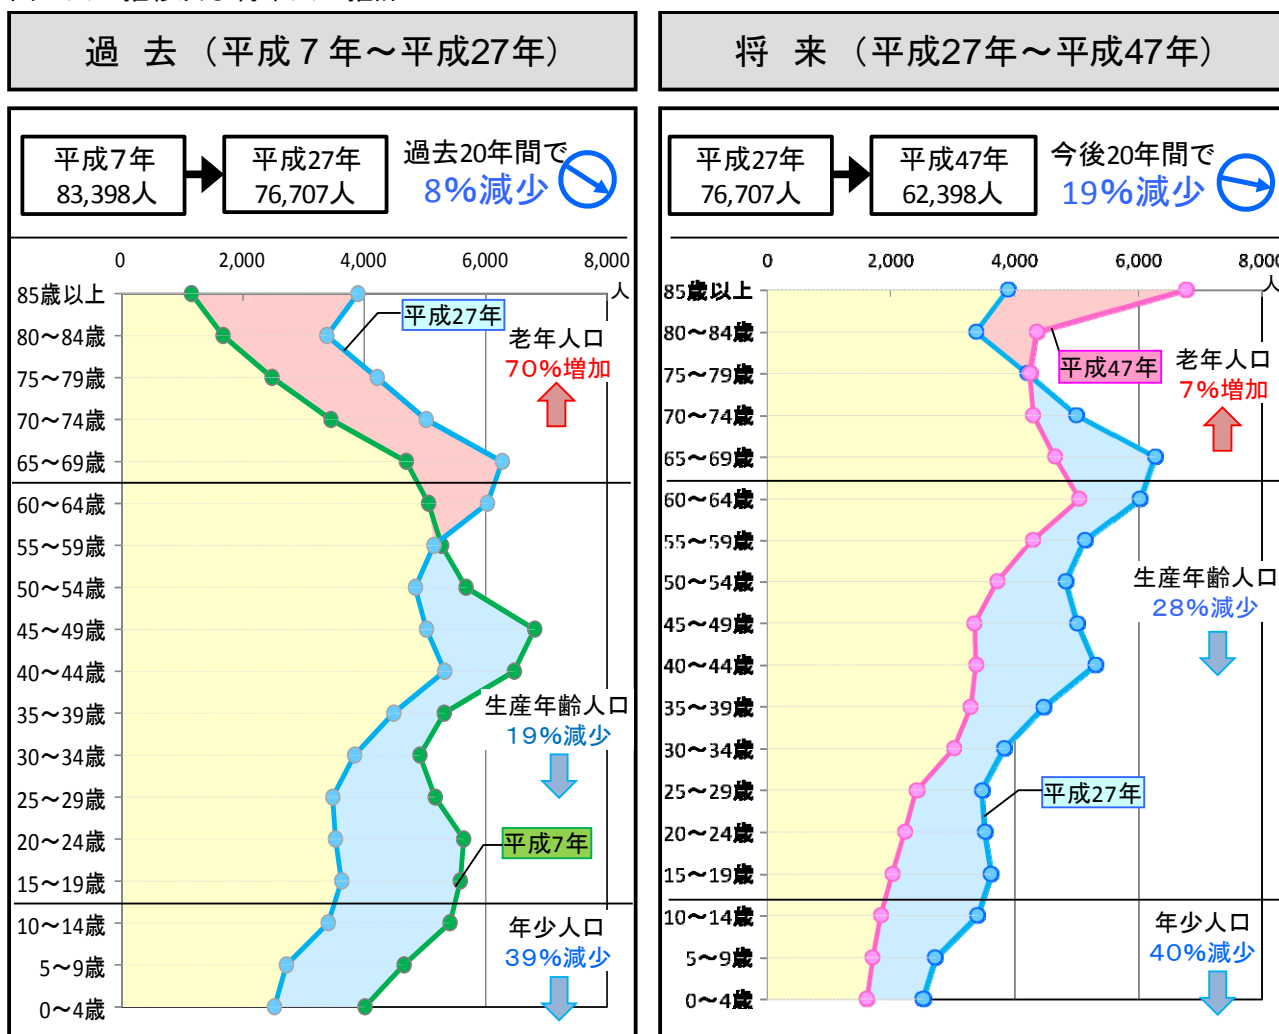 過 去 （平成７年～平成27年）
平成7年
83,398人
平成27年
76,707人
過去20年間で
8%減少
0
2,000
4,000
6,000
8,000
人
85歳以上
80～84歳
75～79歳
70～74歳
65～69歳
60～64歳
55～59歳
50～54歳
45～49歳
40～44歳
35～39歳
30～34歳
25～29歳
20～24歳
15～19歳
10～14歳
5～9歳
0～4歳
平成27年
老年人口
70%増加
生産年齢人口
19%減少
平成7年
年少人口
39%減少
将 来 （平成27年～平成47年）
平成27年
76,707人
平成47年
62,398人
今後20年間で
19%減少
0
2,000
4,000
6,000
8,000
人
85歳以上
80～84歳
75～79歳
70～74歳
65～69歳
60～64歳
55～59歳
50～54歳
45～49歳
40～44歳
35～39歳
30～34歳
25～29歳
20～24歳
15～19歳
10～14歳
5～9歳
0～4歳
平成47年
老年人口
7%増加
生産年齢人口
28%減少
平成27年
年少人口
40%減少